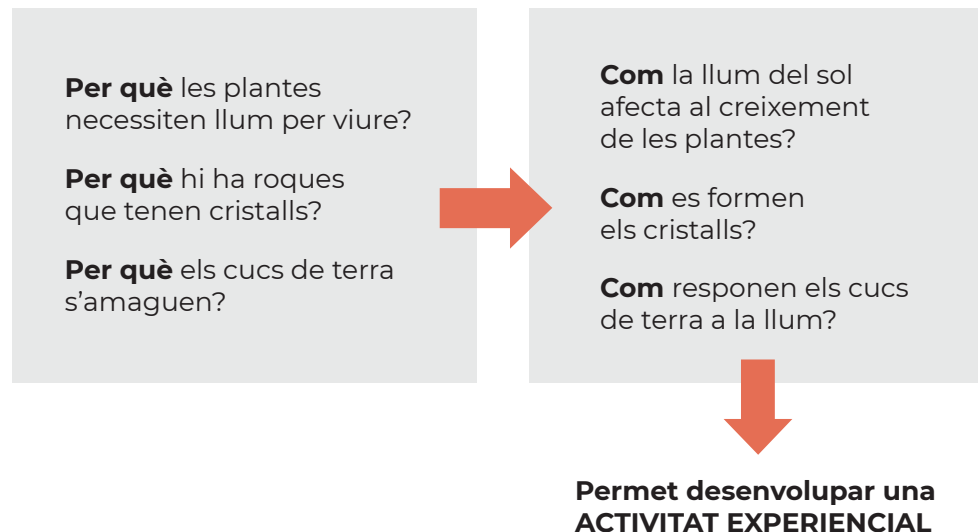 Per què les plantes
necessiten llum per viure?
Per què hi ha roques
que tenen cristalls?
Per què els cucs de terra
s'amaguen?
Com la llum del sol
afecta al creixement
de les plantes?
Com es formen
els cristalls?
Com responen els cucs
de terra a la llum?
Permet desenvolupar una
ACTIVITAT EXPERIENCIAL